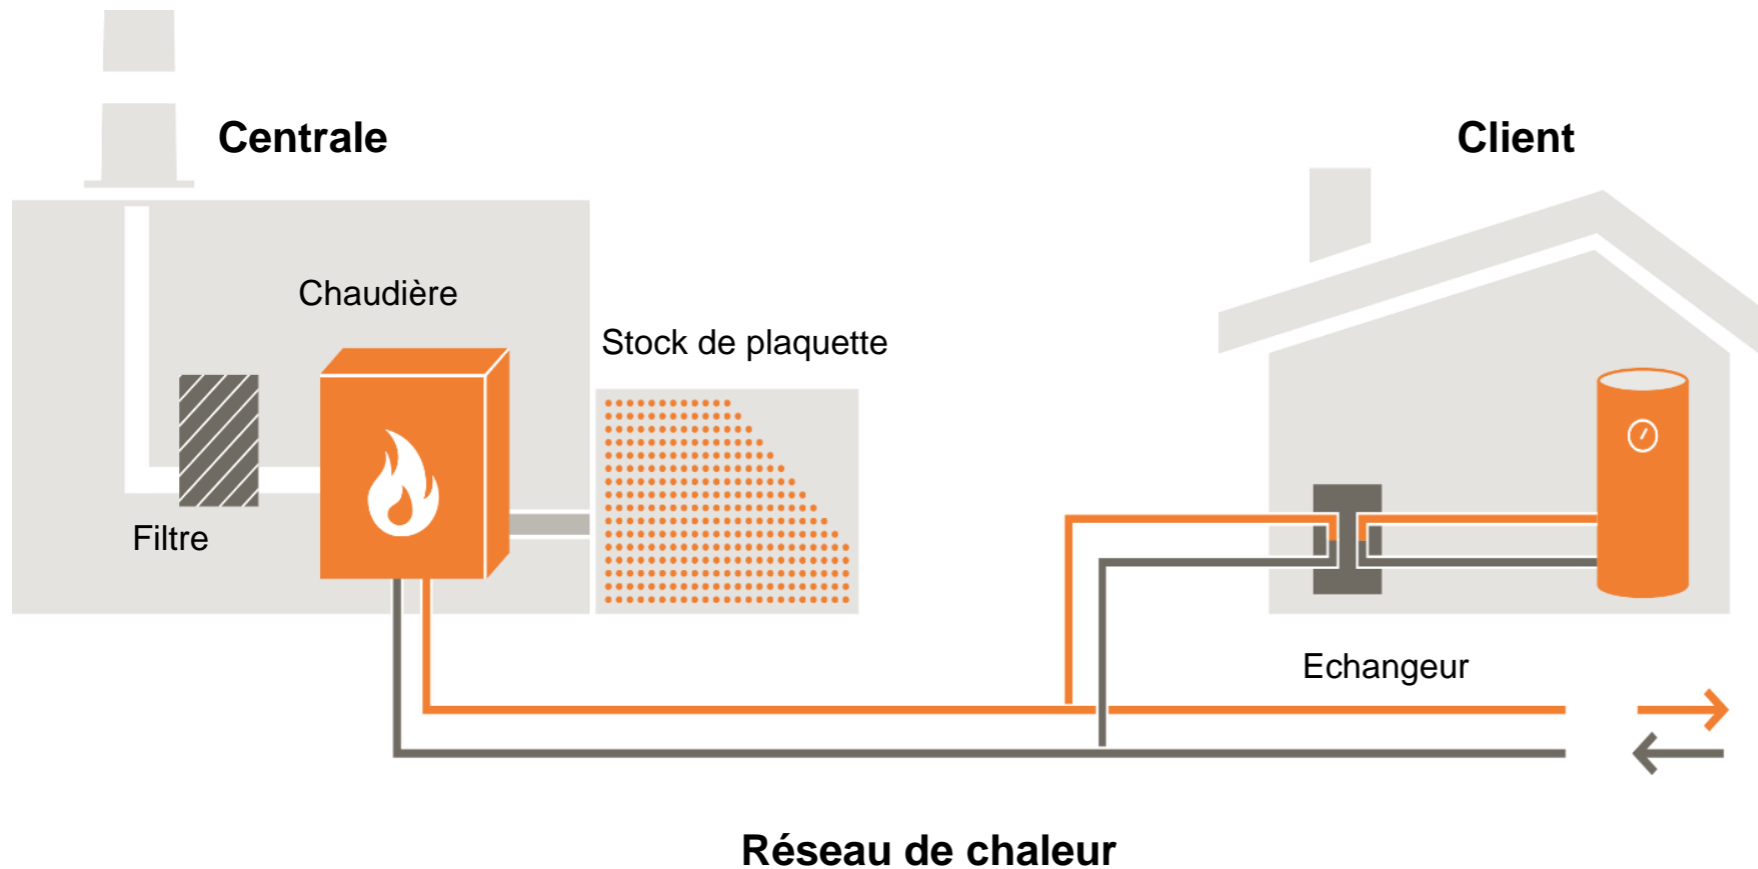 Centrale
Client
Chaudière
Stock de plaquette
Filtre
Echangeur
Réseau de chaleur